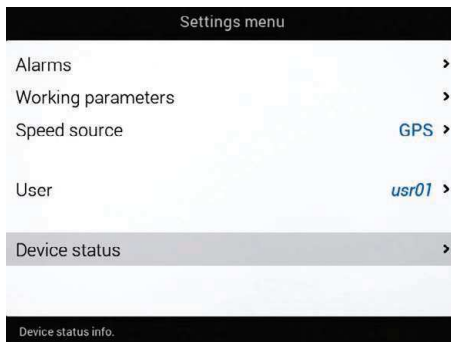 Settings menu
Alarms
Working parameters
Speed source GPS
User usr01
Device status
Device status info.